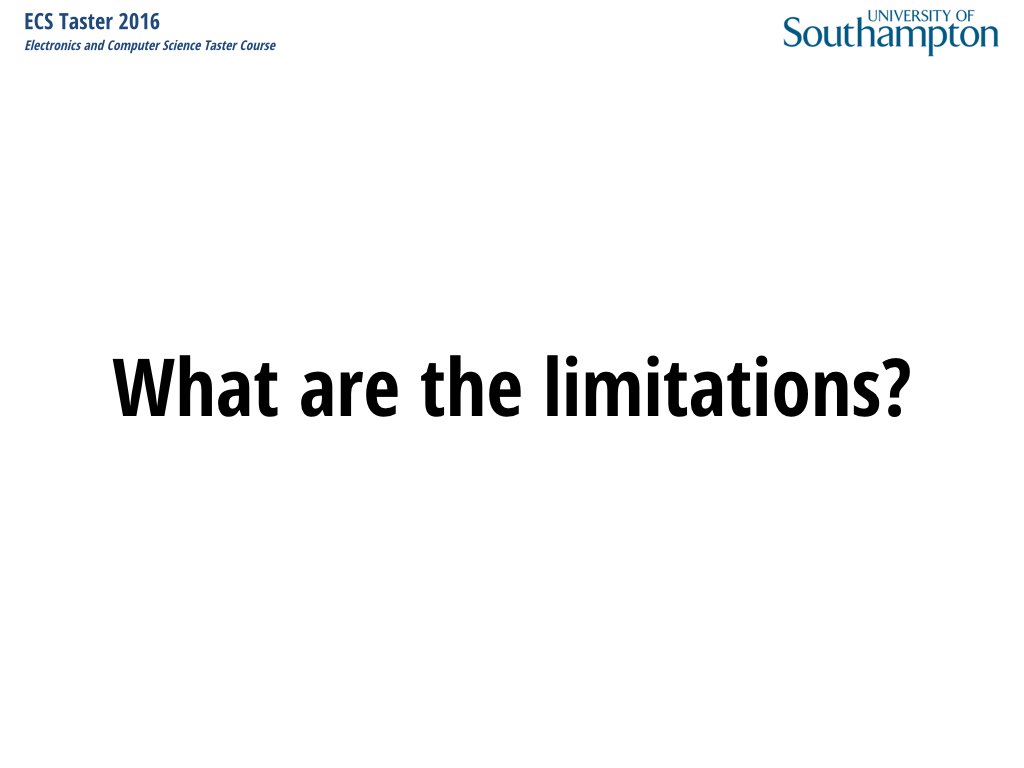 ECS Taster 2016
Electronics and Computer Science Taster Course
UNIVERSITY OF
Southampton
What are the limitations?